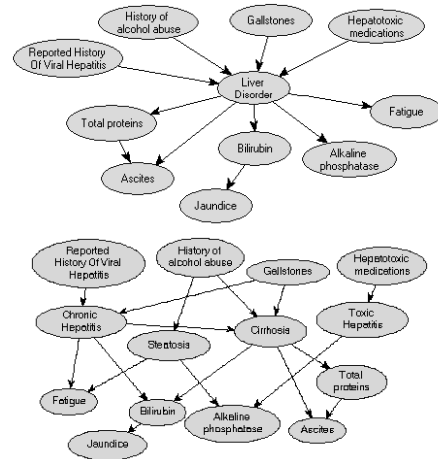 History of
alcohol abuse
Gallstones
Hepatotoxic
medications
Reported History
Of Viral Hepatitis
Liver
Disorder
Fatigue
Total proteins
Bilirubin
Alkaline
phosphatase
Ascites
Jaundice
Reported
History Of Viral
Hepatitis
History of
alcohol abuse
Gallstones
Hepatotoxic
medications
Chronic
Hepatitis
Steatosis
Cirrhosis
Toxic
Hepatitis
Total
proteins
Fatigue
Bilirubin
Alkaline
phosphatase
Ascites
Jaundice